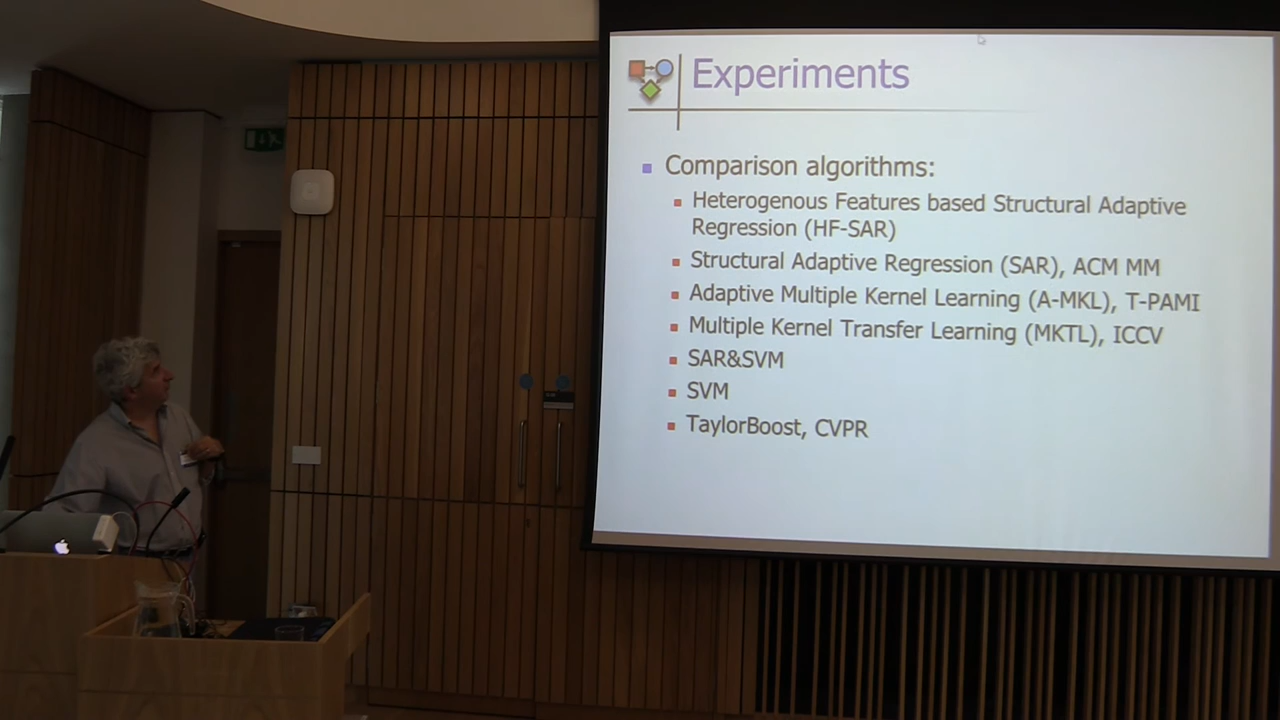 Experiments
Comparison algorithms:
Heterogenous Features based Structural Adaptive
Regression (HF-SAR)
Structural Adaptive Regression (SAR), ACM MM
Adaptive Multiple Kernel Learning (A-MKL), T-PAMI
Multiple Kernel Transfer Learning (MKTL), ICCV
SAR&SVM
SVM
TaylorBoost, CVPR